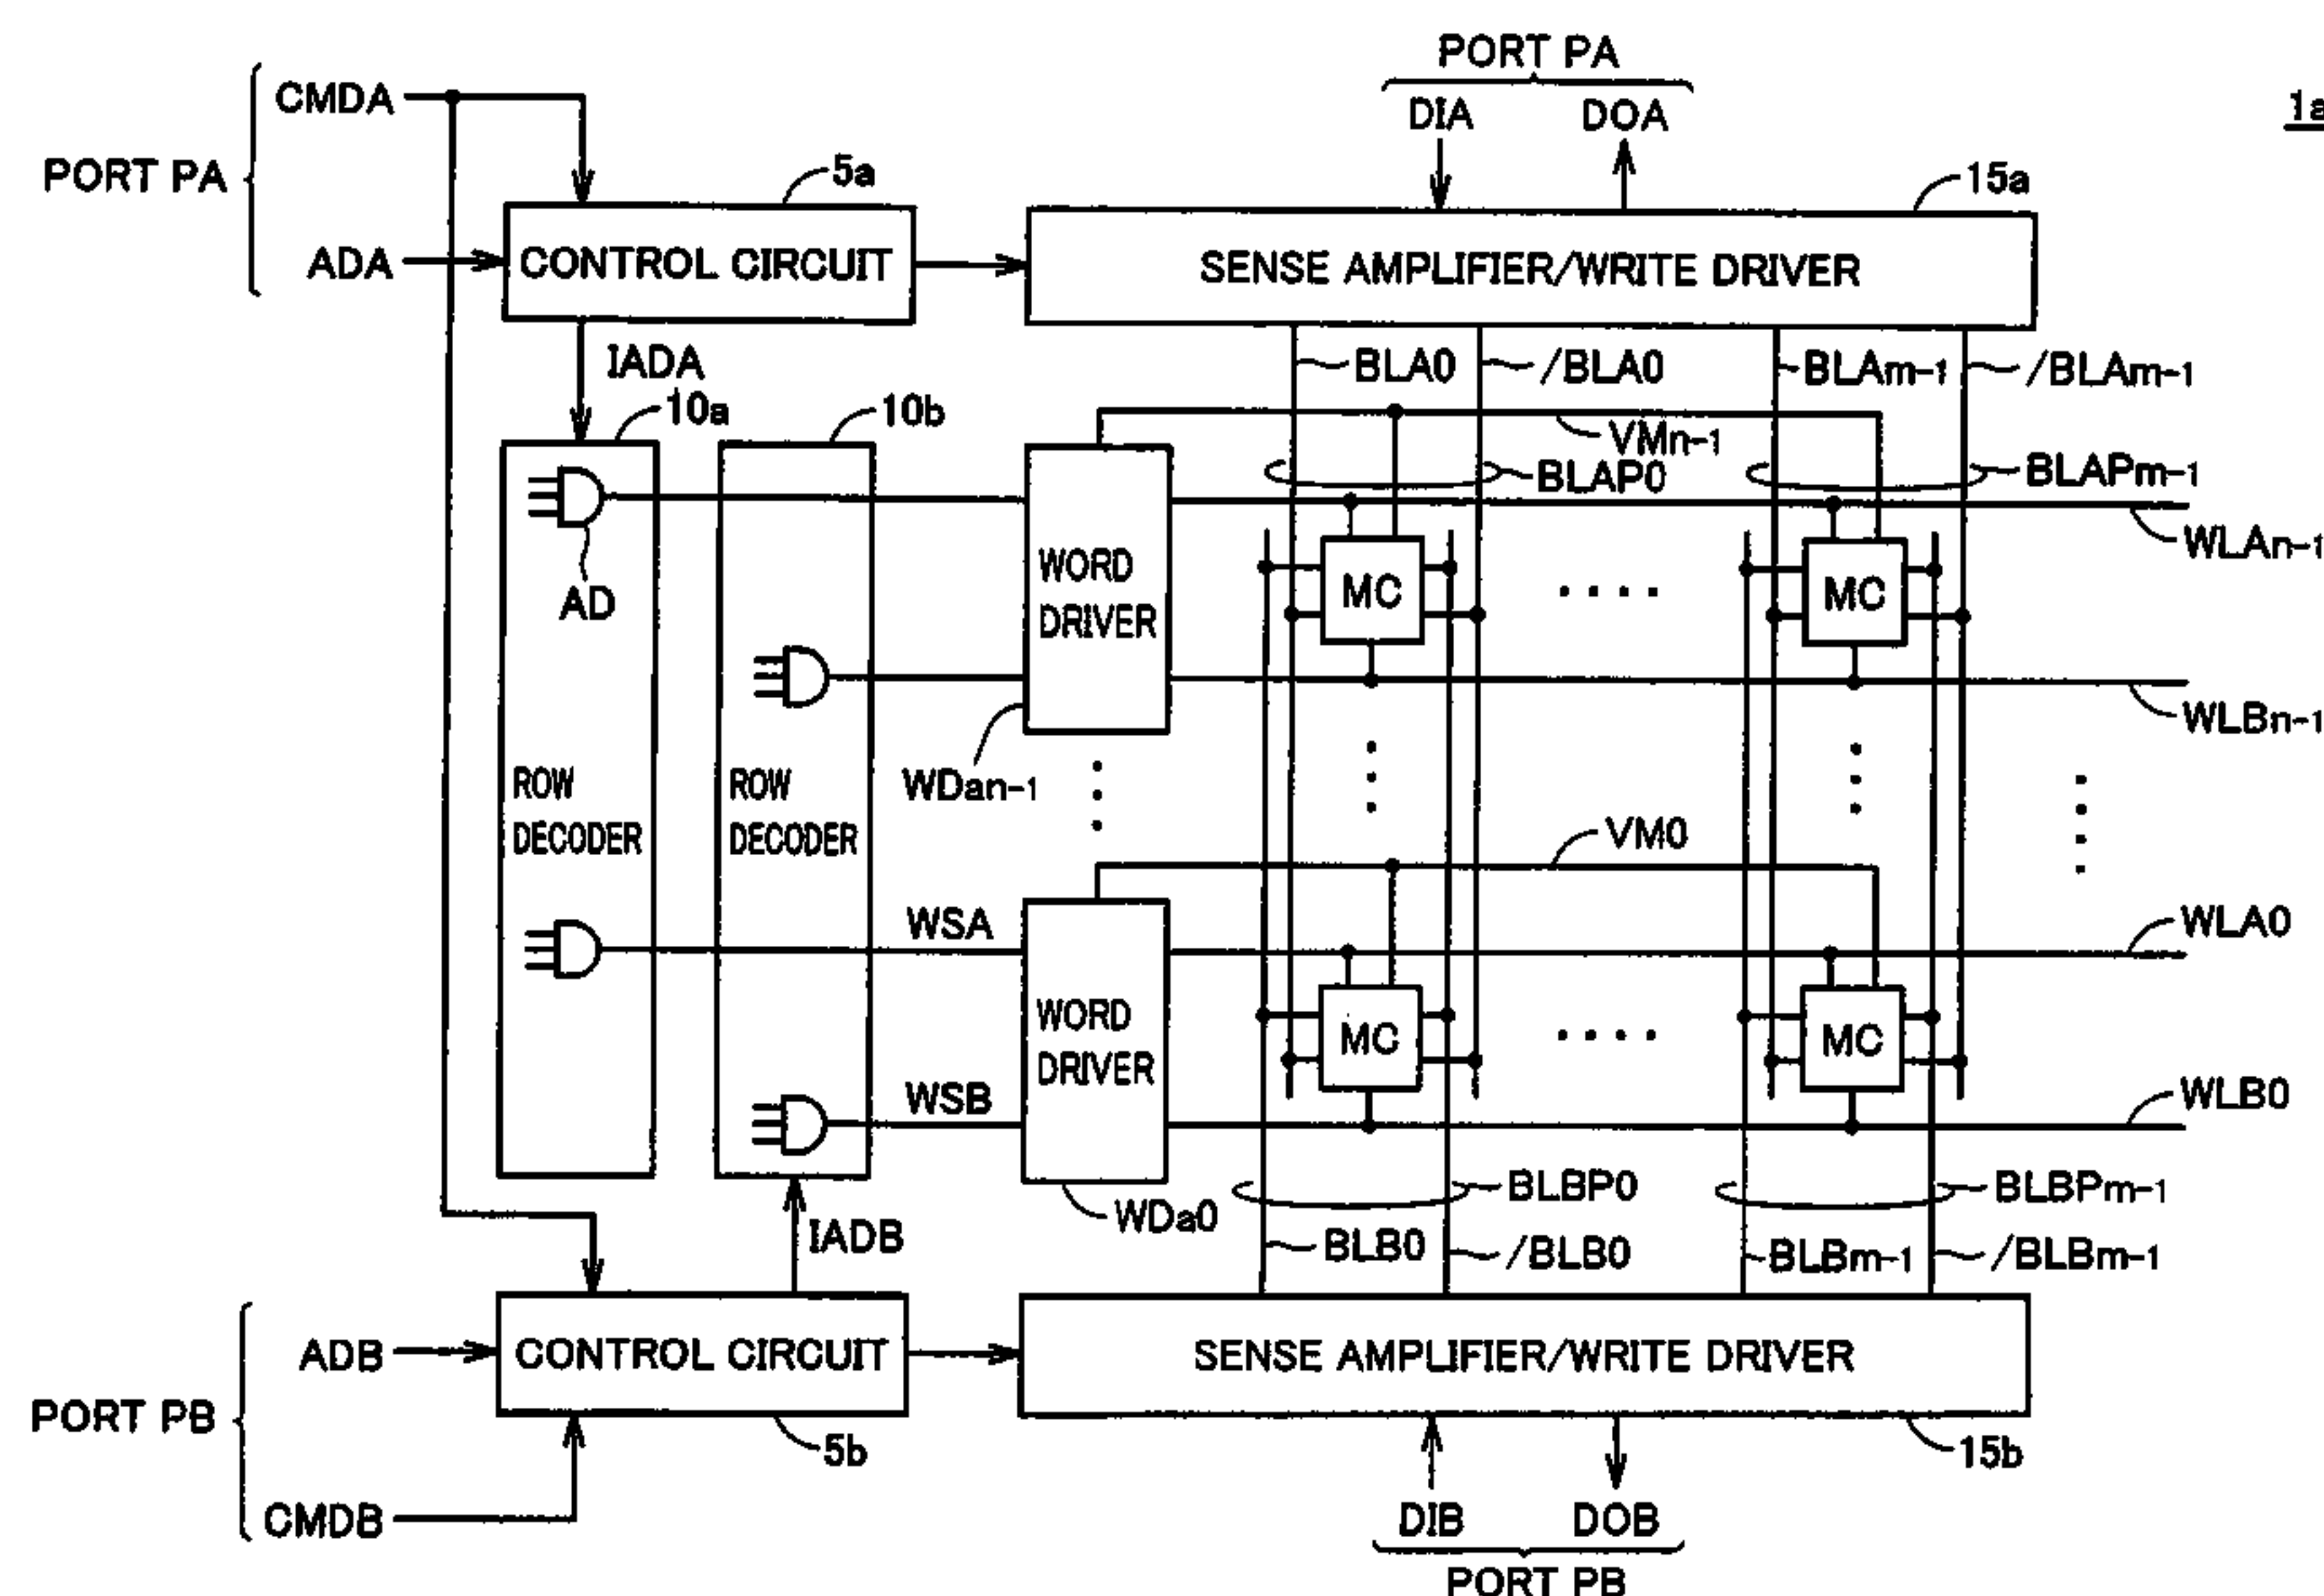 PORT PA
CMDA
DIA DOA
1a
PORT PA
5a
15a
ADA
CONTROL CIRCUIT
SENSE AMPLIFIER/WRITE DRIVER
IADA
BLA0
/BLA0
BLAm-1
/BLAm-1
10a
10b
VMn-1
BLAP0
BLAPm-1
WLAn-1
AD
WORD
DRIVER
MC
. . . .
MC
WLBn-1
WDan-1
ROW
DECODER
ROW
DECODER
VM0
WSA
WLA0
WORD
DRIVER
MC
. . . .
MC
WSB
WLB0
WDa0
BLBP0
BLBPm-1
IADB
BLB0
/BLB0
BLBm-1
/BLBm-1
ADB
CONTROL CIRCUIT
SENSE AMPLIFIER/WRITE DRIVER
PORT PB
5b
15b
CMDB
DIB DOB
PORT PB